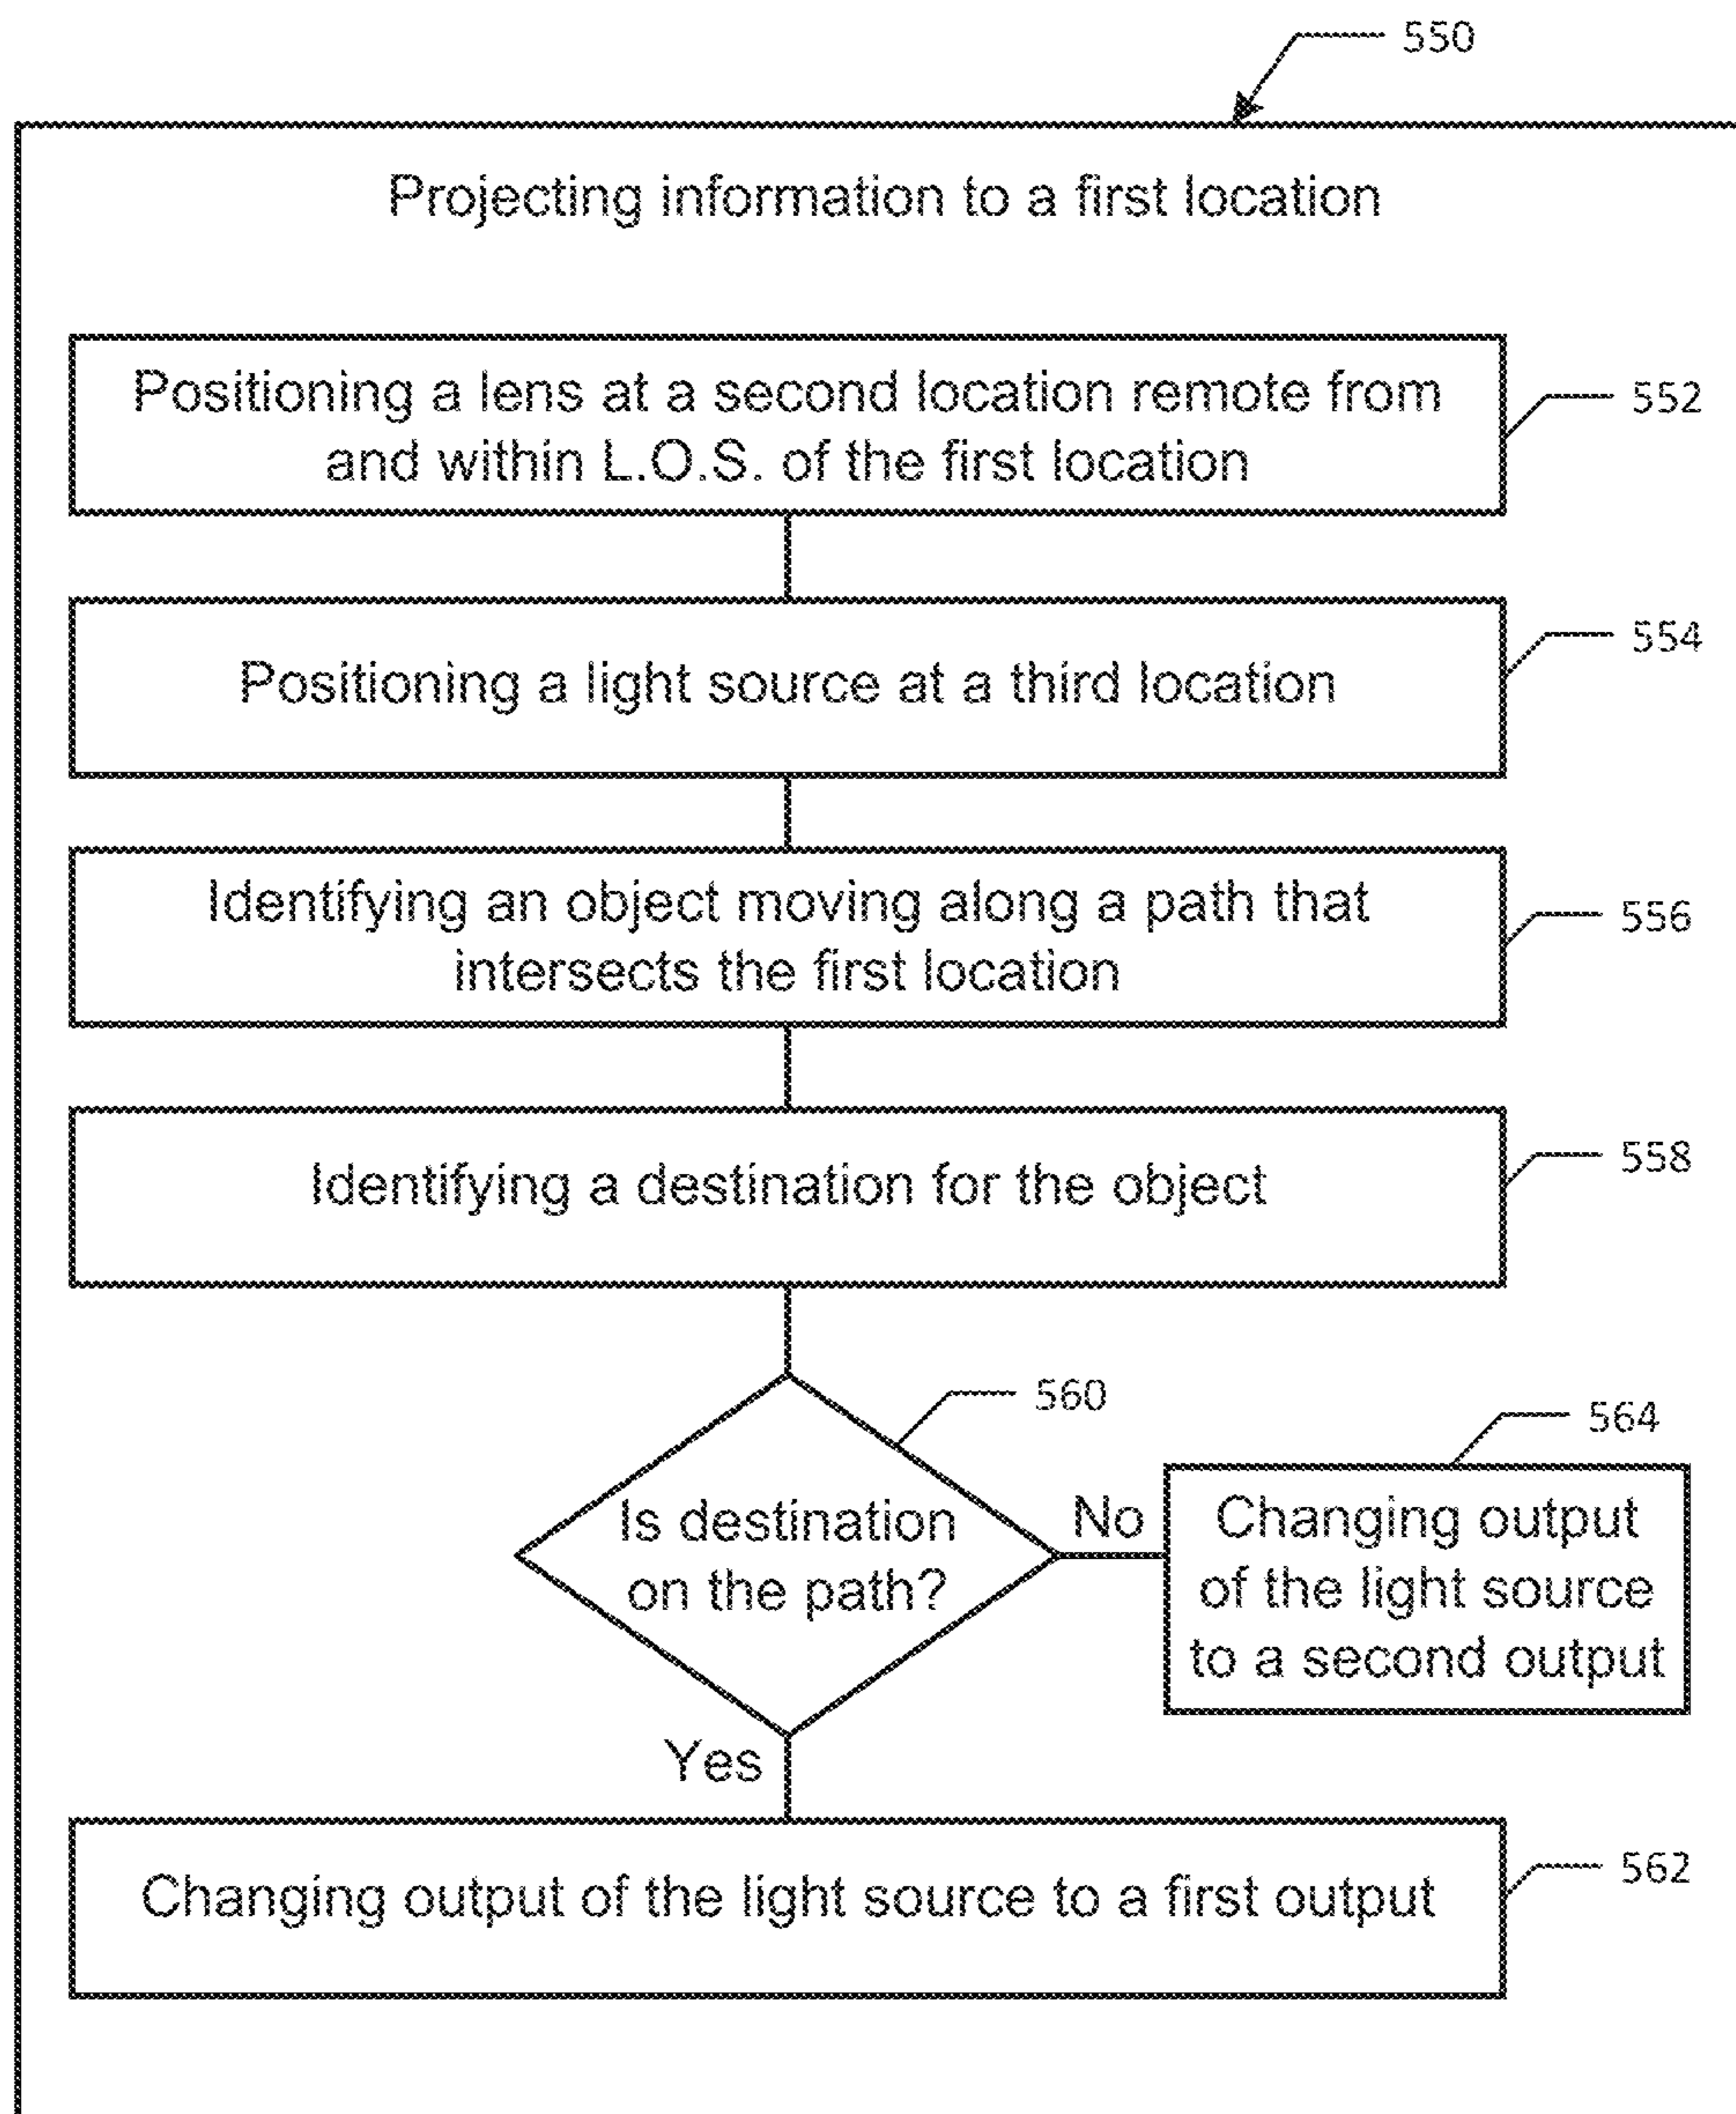 550
Projecting information to a first location
Positioning a lens at a second location remote from
and within L.O.S. of the first location
552
Positioning a light source at a third location
554
Identifying an object moving along a path that
intersects the first location
556
Identifying a destination for the object
558
560
Is destination
on the path?
No
564
Changing output
of the light source
to a second output
Yes
Changing output of the light source to a first output
562